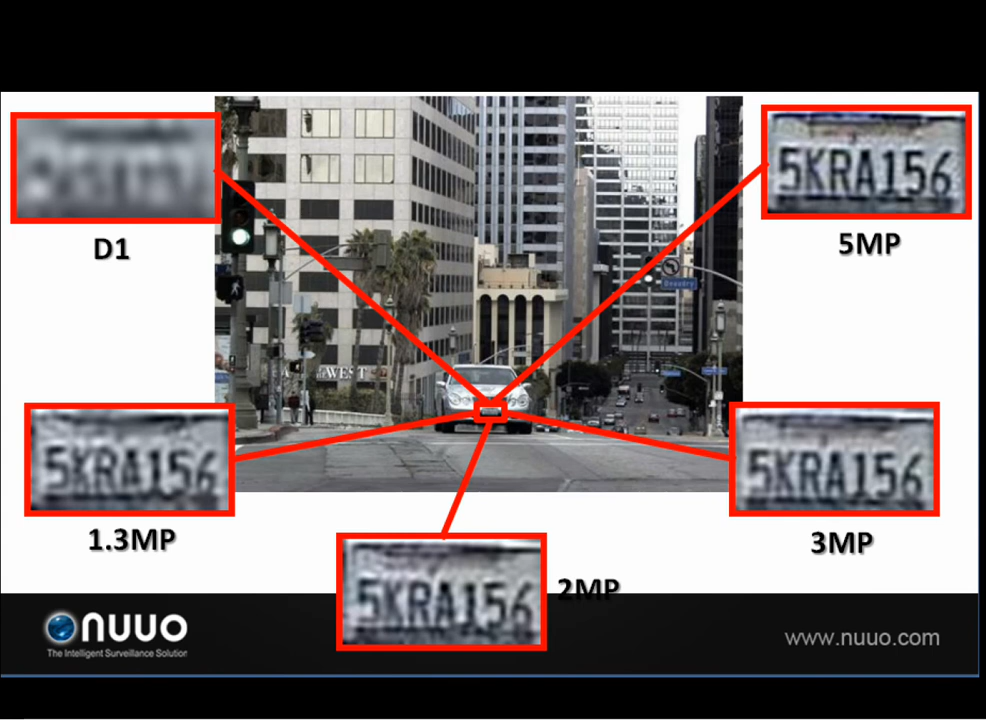 5KRA156
D1
5MP
WEST
5KRA156
1.3MP
5KRA156
3MP
5KRA156
2MP
nuuo
The Intelligent Surveillance Solution
www.nuuo.com